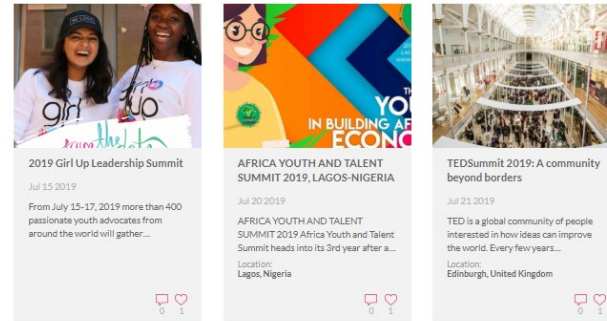 girl up
IN BUILDING AF
ECONO
2019 Girl Up Leadership Summit
Jul 15 2019
From July 15-17, 2019 more than 400
passionate youth advocates from
around the world will gather...
0 1
AFRICA YOUTH AND TALENT
SUMMIT 2019, LAGOS-NIGERIA
Jul 20 2019
AFRICA YOUTH AND TALENT
SUMMIT 2019 Africa Youth and Talent
Summit heads into its 3rd year after a...
Location:
Lagos, Nigeria
0 1
TEDSummit 2019: A community
beyond borders
Jul 21 2019
TED is a global community of people
interested in how ideas can improve
the world. Every few years...
Location:
Edinburgh, United Kingdom
0 1